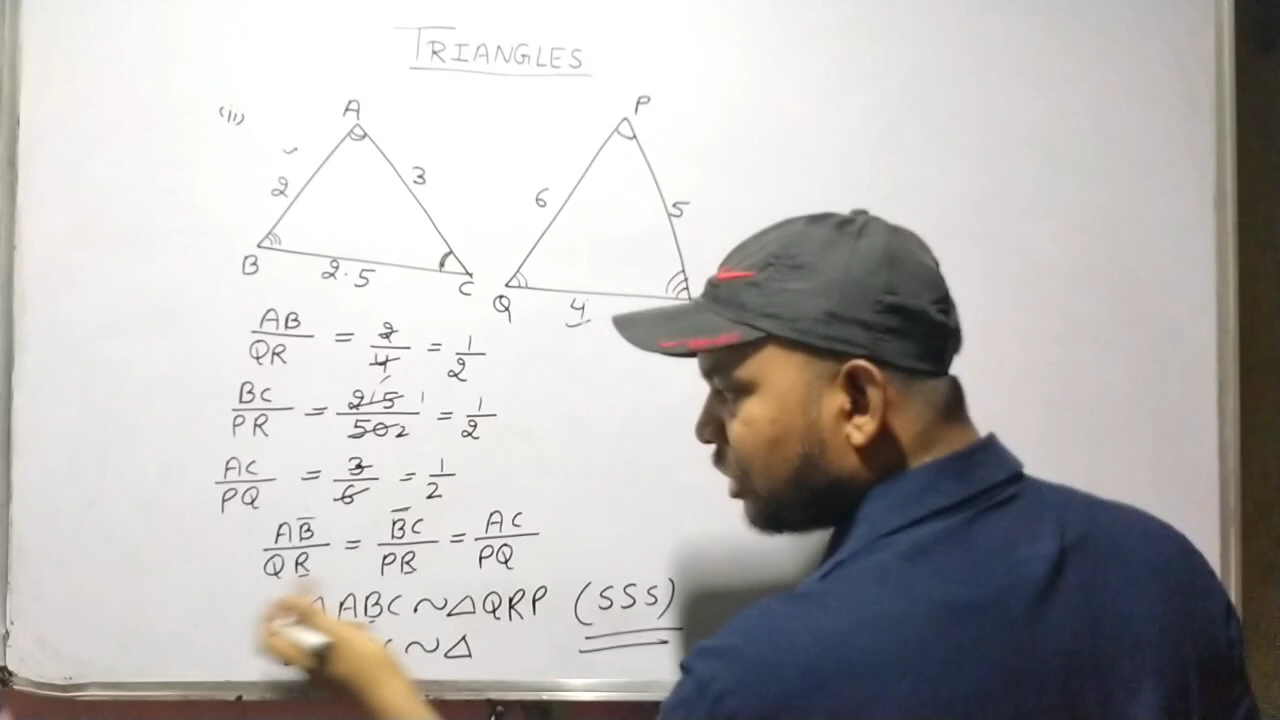 TRIANGLES
(ii)
A
P
2
3
6
5
B
2.5
C
Q
4
AB/QR = 2/4 = 1/2
BC/PR = 2.5/5.0 = 1/2
AC/PQ = 3/6 = 1/2
AB/QR = BC/PR = AC/PQ
ABC ~ △QRP (SSS)
~ △